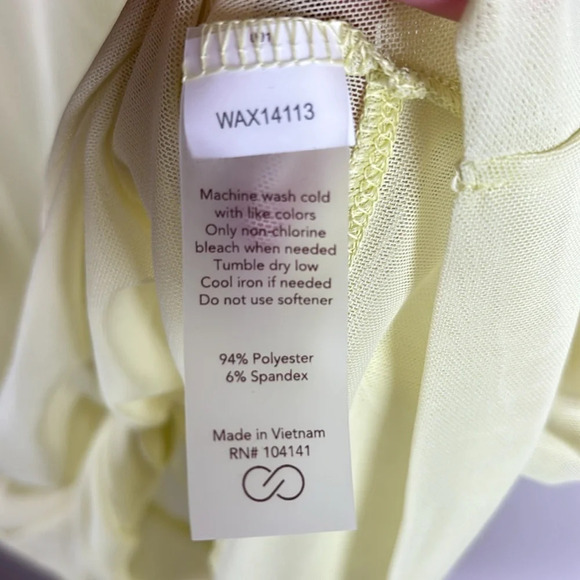 WAX14113
Machine wash cold
with like colors
Only non-chlorine
bleach when needed
Tumble dry low
Cool iron if needed
Do not use softener
94% Polyester
6% Spandex
Made in Vietnam
RN# 104141